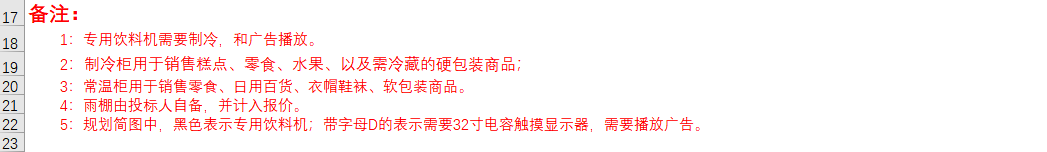 17 备注：
18 1：专用饮料机需要制冷，和广告播放。
19 2：制冷柜用于销售糕点、零食、水果、以及需冷藏的硬包装商品；
20 3：常温柜用于销售零食、日用百货、衣帽鞋袜、软包装商品。
21 4：雨棚由投标人自备，并计入报价。
22 5：规划简图中，黑色表示专用饮料机；带字母D的表示需要32寸电容触摸显示器，需要播放广告。
23